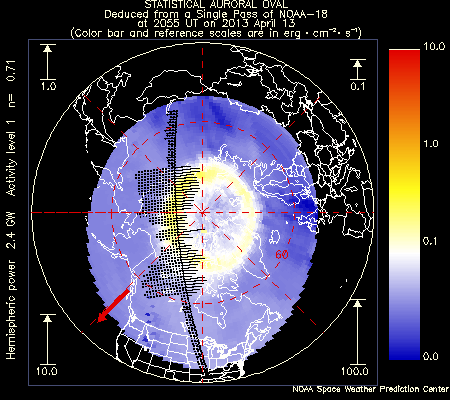 STATISTICAL AURORAL OVAL
Deduced from a Single Pass of NOAA-18
at 2055 UT on 2013 April 13
(Color bar and reference scales are in erg · cm⁻² · s⁻¹)
Hemispheric power 2.4 GW Activity level 1 n= 0.71
1.0
0.1
10.0
100.0
60
10.0
1.0
0.1
0.0
NOAA Space Weather Prediction Center